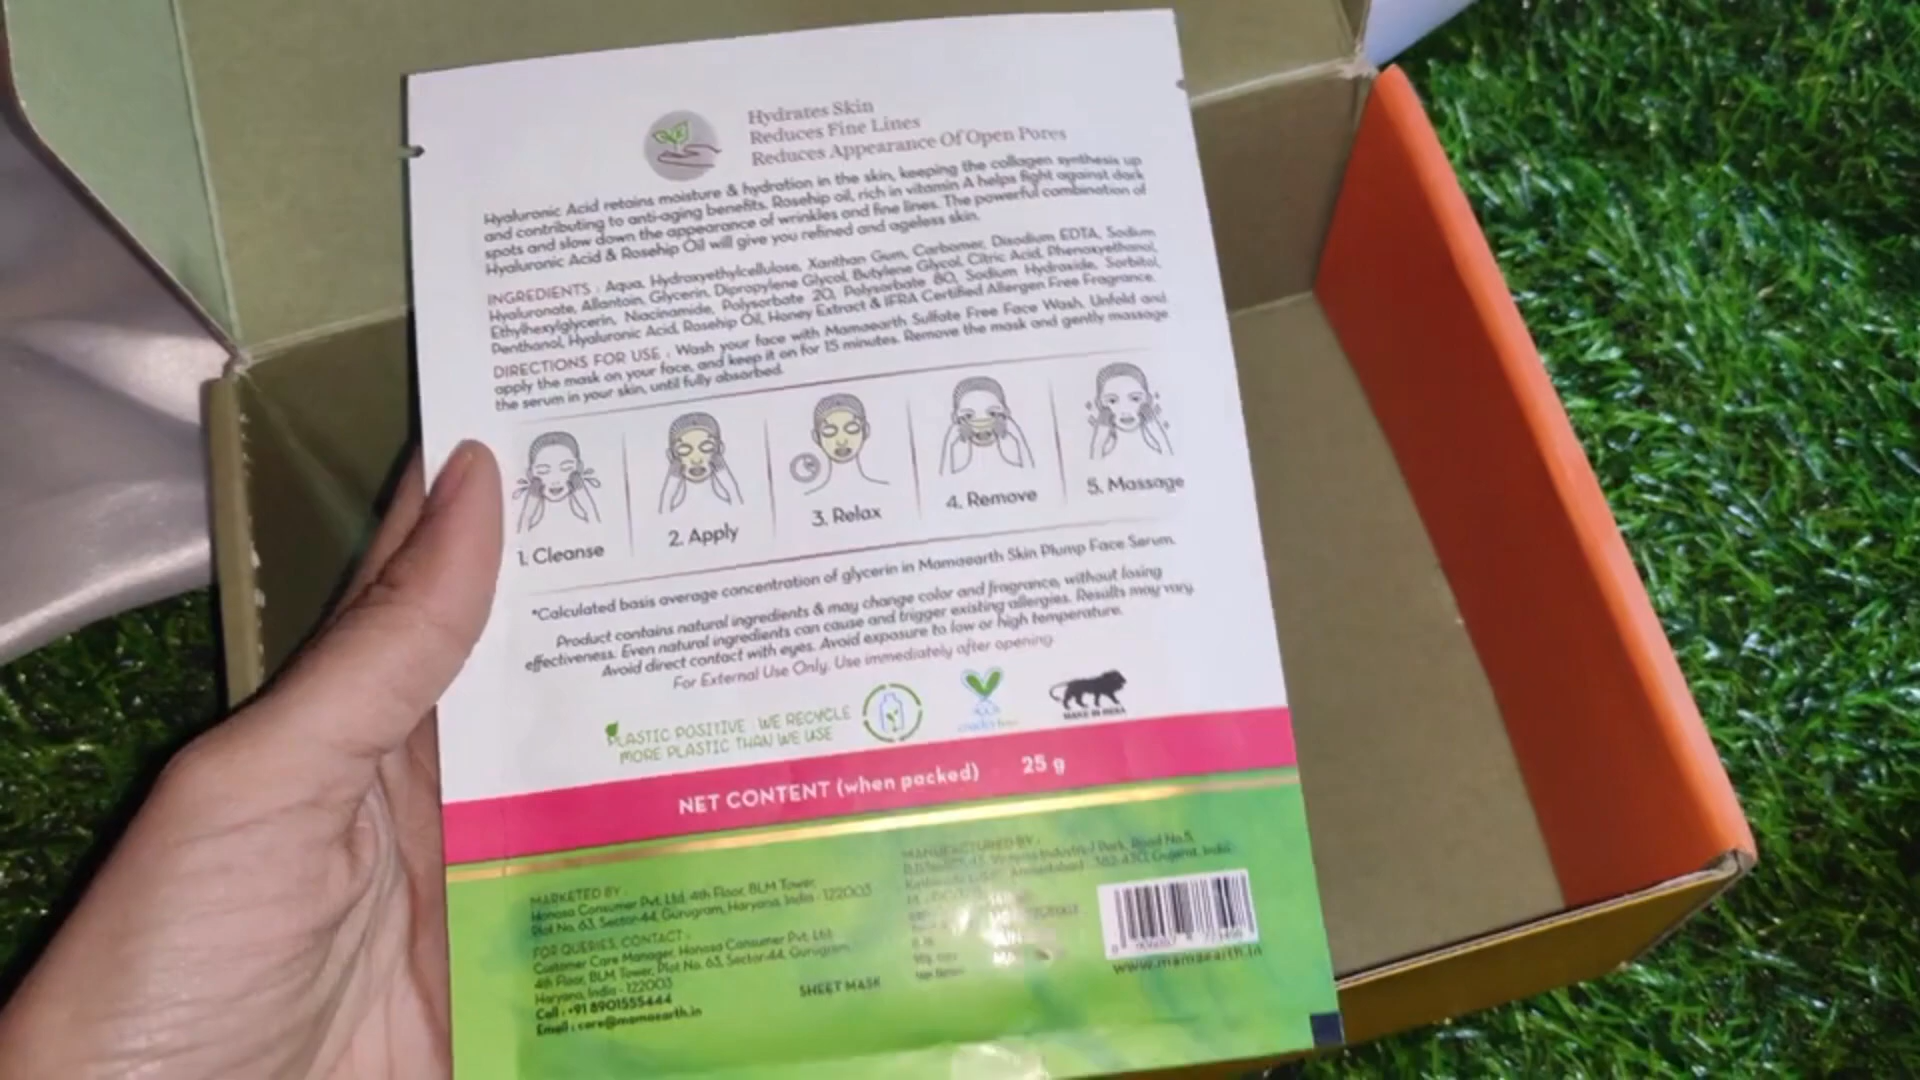 Hydrates Skin
Reduces Fine Lines
Reduces Appearance Of Open Pores
Hyaluronic Acid retains moisture & hydration in the skin, keeping the collagen synthesis up
and contributing to anti-aging benefits. Rosehip oil, rich in vitamin A helps fight against dark
spots and slow down the appearance of wrinkles and fine lines. The powerful combination of
Hyaluronic Acid & Rosehip Oil will give you refined and ageless skin.
INGREDIENTS : Aqua, Hydroxyethylcellulose, Xanthan Gum, Carbomer, Disodium EDTA, Sodium
Hyaluronate, Allantoin, Glycerin, Dipropylene Glycol, Butylene Glycol, Citric Acid, Phenoxyethanol,
Ethylhexylglycerin, Niacinamide, Polysorbate 20, Polysorbate 80, Sodium Hydroxide, Sorbitol,
Penthanol, Hyaluronic Acid, Rosehip Oil, Honey Extract & IFRA Certified Allergen Free Fragrance.
DIRECTIONS FOR USE : Wash your face with Mamaearth Sulfate Free Face Wash. Unfold and
apply the mask on your face, and keep it on for 15 minutes. Remove the mask and gently massage
the serum in your skin, until fully absorbed.
1. Cleanse
2. Apply
3. Relax
4. Remove
5. Massage
*Calculated basis average concentration of glycerin in Mamaearth Skin Plump Face Serum.
Product contains natural ingredients & may change color and fragrance, without losing
effectiveness. Even natural ingredients can cause and trigger existing allergies. Results may vary.
Avoid direct contact with eyes. Avoid exposure to low or high temperature.
For External Use Only. Use immediately after opening.
PLASTIC POSITIVE . WE RECYCLE
MORE PLASTIC THAN WE USE
MAKE IN INDIA
NET CONTENT (when packed) 25 g
MARKETED BY :
Honasa Consumer Pvt. Ltd. 4th Floor, BLM Tower,
Plot No. 63, Sector-44, Gurugram, Haryana, India - 122003
FOR QUERIES, CONTACT :
Customer Care Manager, Honasa Consumer Pvt. Ltd.
4th Floor, BLM Tower, Plot No. 63, Sector-44, Gurugram,
Haryana, India - 122003
Call : +91 8901555444
Email : care@mamaearth.in
SHEET MASK
MANUFACTURED BY :
Industrial Park, Road No.5,
Ahmedabad - 382430, Gujarat, India
www.mamaearth.in